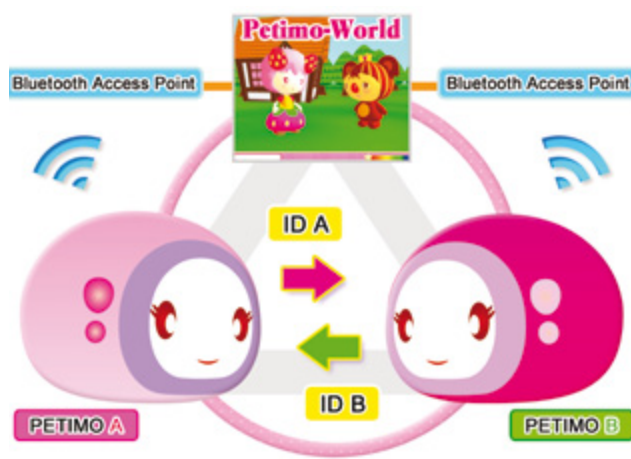 Petimo-World
Bluetooth Access Point
Bluetooth Access Point
ID A
ID B
PETIMO A
PETIMO B